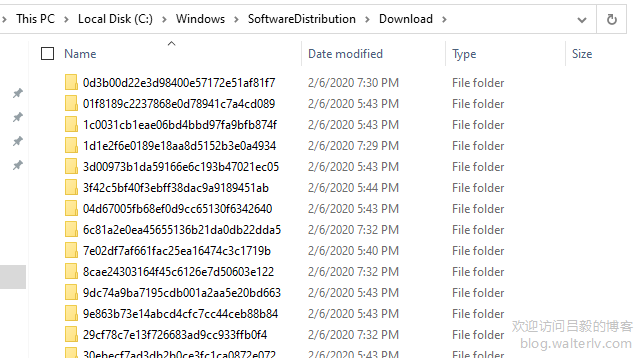 This PC > Local Disk (C:) > Windows > SoftwareDistribution > Download >
Name Date modified Type Size
0d3b00d22e3d98400e57172e51af81f7 2/6/2020 7:30 PM File folder
01f8189c2237868e0d78941c7a4cd089 2/6/2020 5:43 PM File folder
1c0031cb1eae06bd4bbd97fa9bfb874f 2/6/2020 5:43 PM File folder
1d1e2f6e0189e18aa8d5152b3e0a4934 2/6/2020 7:29 PM File folder
3d00973b1da59166e6c193b47021ec05 2/6/2020 5:43 PM File folder
3f42c5bf40f3ebff38dac9a9189451ab 2/6/2020 5:44 PM File folder
04d67005fb68ef0d9cc65130f6342640 2/6/2020 5:43 PM File folder
6c81a2e0ea45655136b21da0db22dda5 2/6/2020 7:32 PM File folder
7e02df7af661fac25ea16474c3c1719b 2/6/2020 5:40 PM File folder
8cae24303164f45c6126e7d50603e122 2/6/2020 7:32 PM File folder
9dc74a9ba7195cdb001a2aa5e20bd663 2/6/2020 5:43 PM File folder
9e863b73e14abcd4cfc7cc44ceb88b84 2/6/2020 5:43 PM File folder
29cf78c7e13f726683ad9cc933ffb0f4 2/6/2020 7:32 PM File folder
30ebecf7ad3db2b0ce3fc1ca0872e072 2/6/2020 5:43 PM File folder
欢迎访问吕毅的博客
blog.walterlv.com